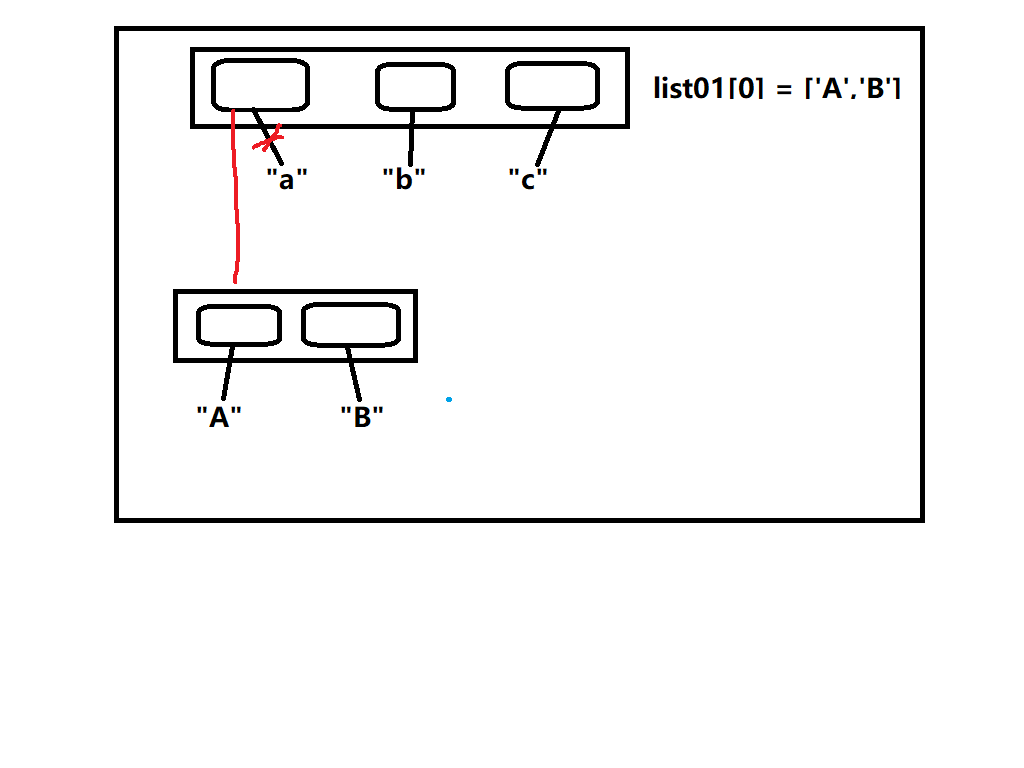 list01[0] = ['A','B']
"a" "b" "c"
"A" "B"